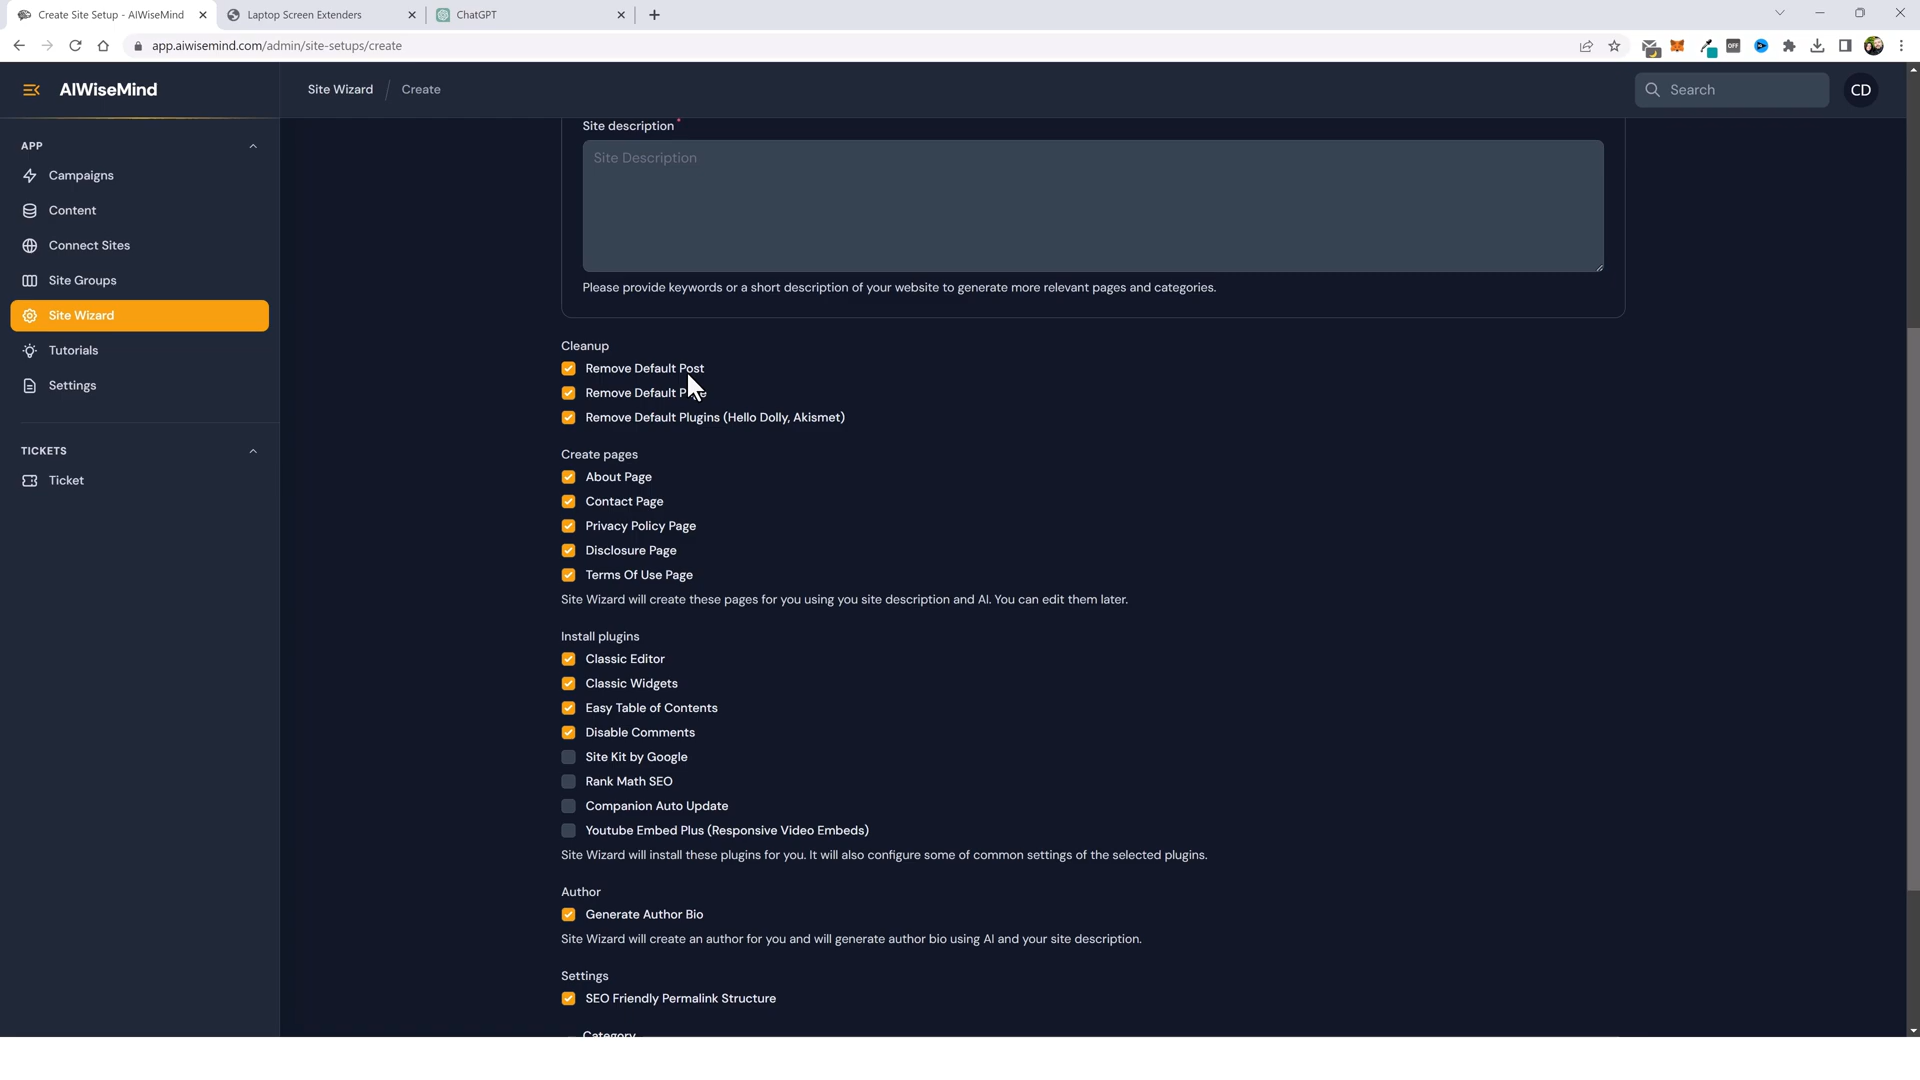 Create Site Setup - AIWiseMind
Laptop Screen Extenders
ChatGPT
app.aiwisemind.com/admin/site-setups/create
OFF
AIWiseMind
Site Wizard
Create
Search
CD
APP
Campaigns
Content
Connect Sites
Site Groups
Site Wizard
Tutorials
Settings
TICKETS
Ticket
Site description*
Site Description
Please provide keywords or a short description of your website to generate more relevant pages and categories.
Cleanup
Remove Default Post
Remove Default
Remove Default Plugins (Hello Dolly, Akismet)
Create pages
About Page
Contact Page
Privacy Policy Page
Disclosure Page
Terms Of Use Page
Site Wizard will create these pages for you using you site description and AI. You can edit them later.
Install plugins
Classic Editor
Classic Widgets
Easy Table of Contents
Disable Comments
Site Kit by Google
Rank Math SEO
Companion Auto Update
Youtube Embed Plus (Responsive Video Embeds)
Site Wizard will install these plugins for you. It will also configure some of common settings of the selected plugins.
Author
Generate Author Bio
Site Wizard will create an author for you and will generate author bio using AI and your site description.
Settings
SEO Friendly Permalink Structure
Category